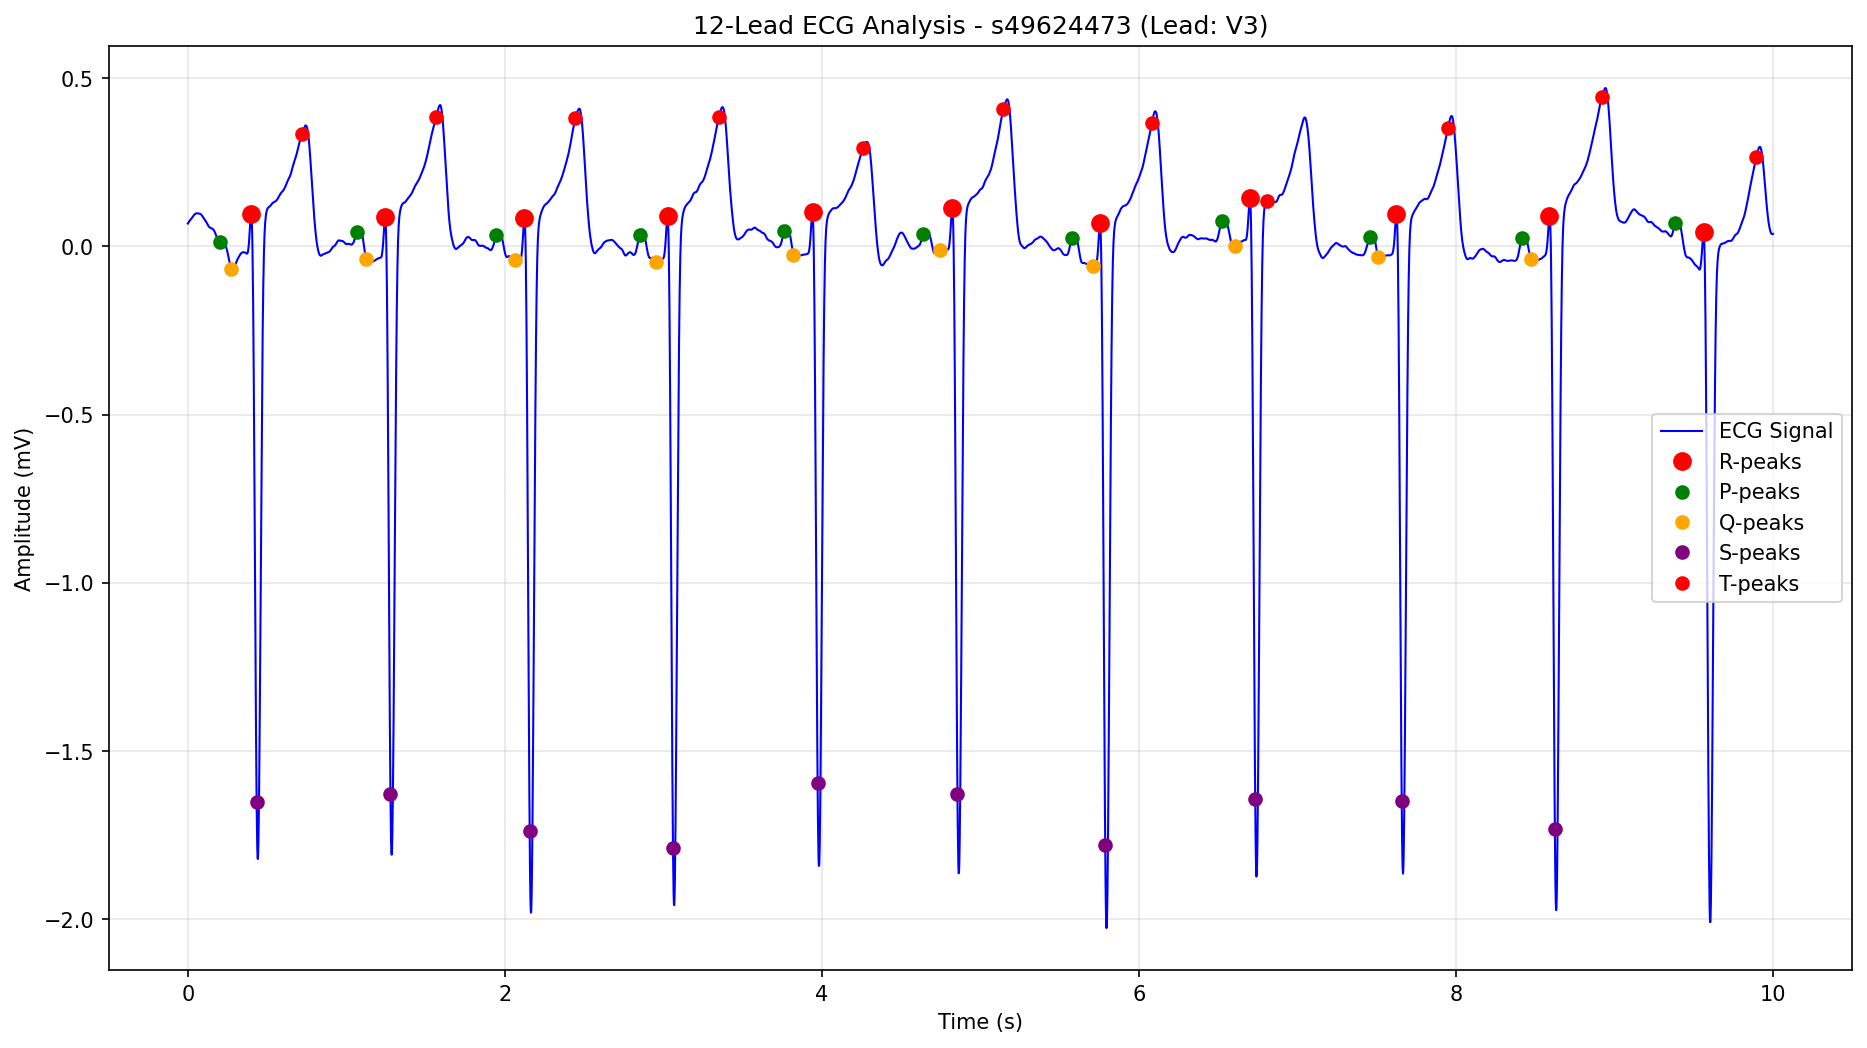 12-Lead ECG Analysis - s49624473 (Lead: V3)
Amplitude (mV)
0.5
0.0
−0.5
−1.0
−1.5
−2.0
ECG Signal
R-peaks
P-peaks
Q-peaks
S-peaks
T-peaks
0 2 4 6 8 10
Time (s)